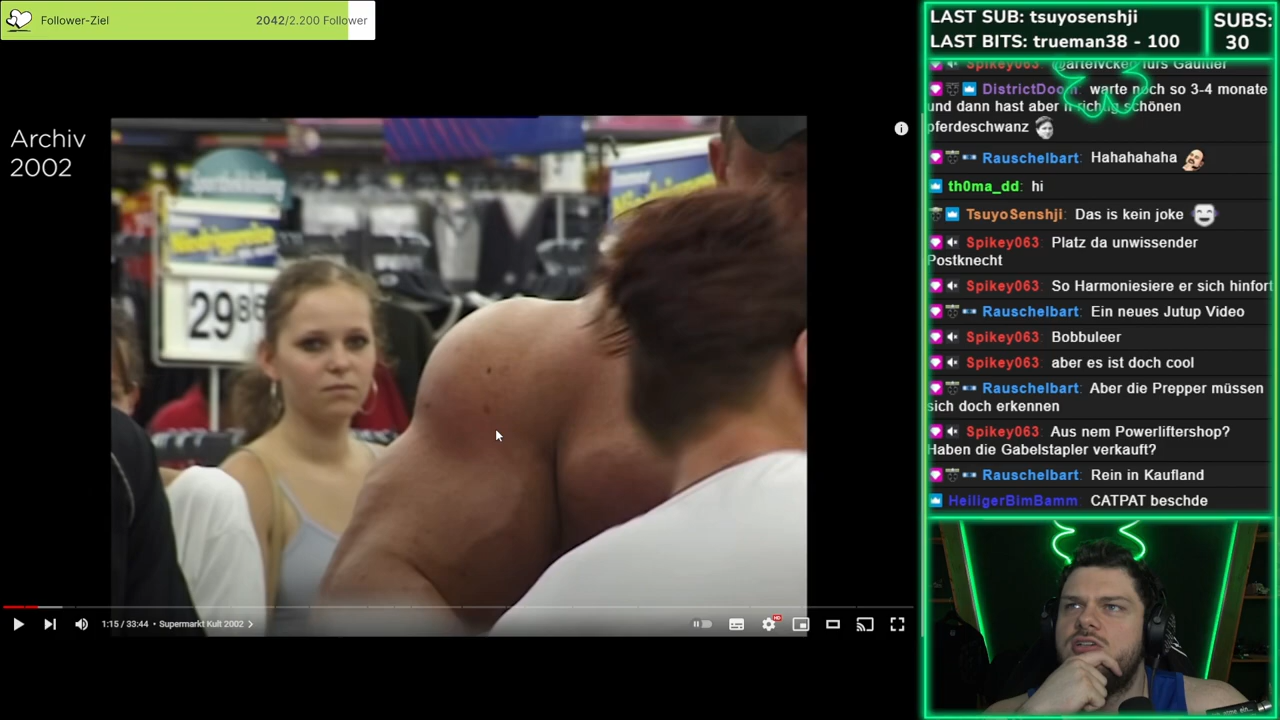 Follower-Ziel
2042/2.200 Follower
Archiv
2002
Niedrigpreise
2986
1:15 / 33:44 • Supermarkt Kult 2002
HD
LAST SUB: tsuyosenshji
LAST BITS: trueman38 - 100
SUBS:
30
warte noch so 3-4 monate
und dann hast aber n richtig schönen
pferdeschwanz
Rauschelbart: Hahahahaha
th0ma_dd: hi
TsuyoSenshji: Das is kein joke
Spikey063: Platz da unwissender
Postknecht
Spikey063: So Harmoniesiere er sich hinfort
Rauschelbart: Ein neues Jutup Video
Spikey063: Bobbuleer
Spikey063: aber es ist doch cool
Rauschelbart: Aber die Prepper müssen
sich doch erkennen
Spikey063: Aus nem Powerliftershop?
Haben die Gabelstapler verkauft?
Rauschelbart: Rein in Kaufland
HeiligerBimBamm: CATPAT beschde